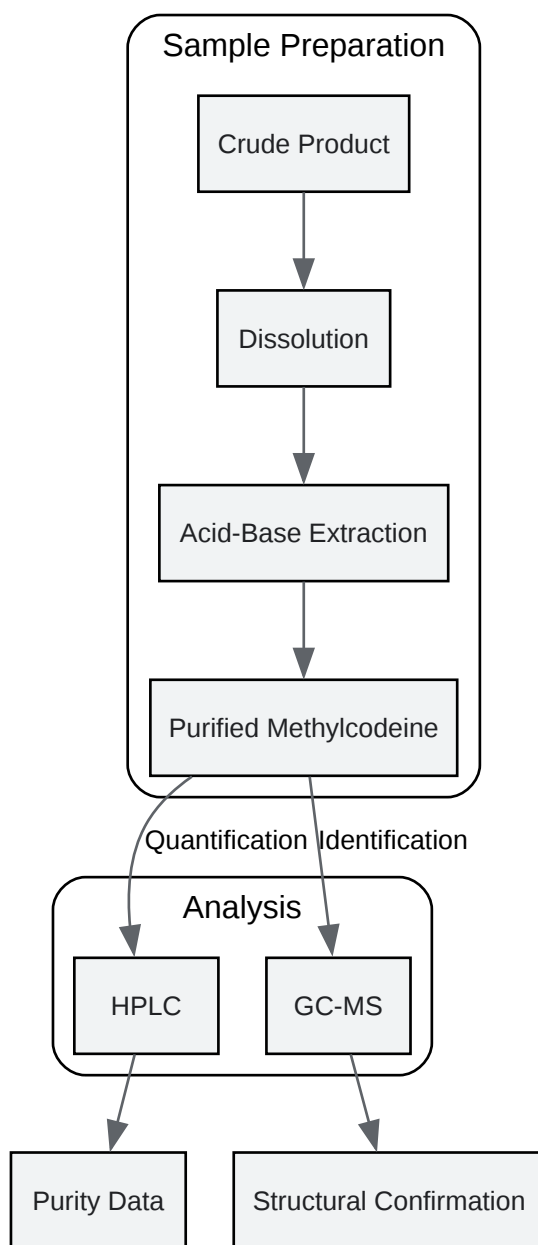 Sample Preparation
Crude Product
Dissolution
Acid-Base Extraction
Purified Methylcodeine
Quantification
Identification
Analysis
HPLC
GC-MS
Purity Data
Structural Confirmation